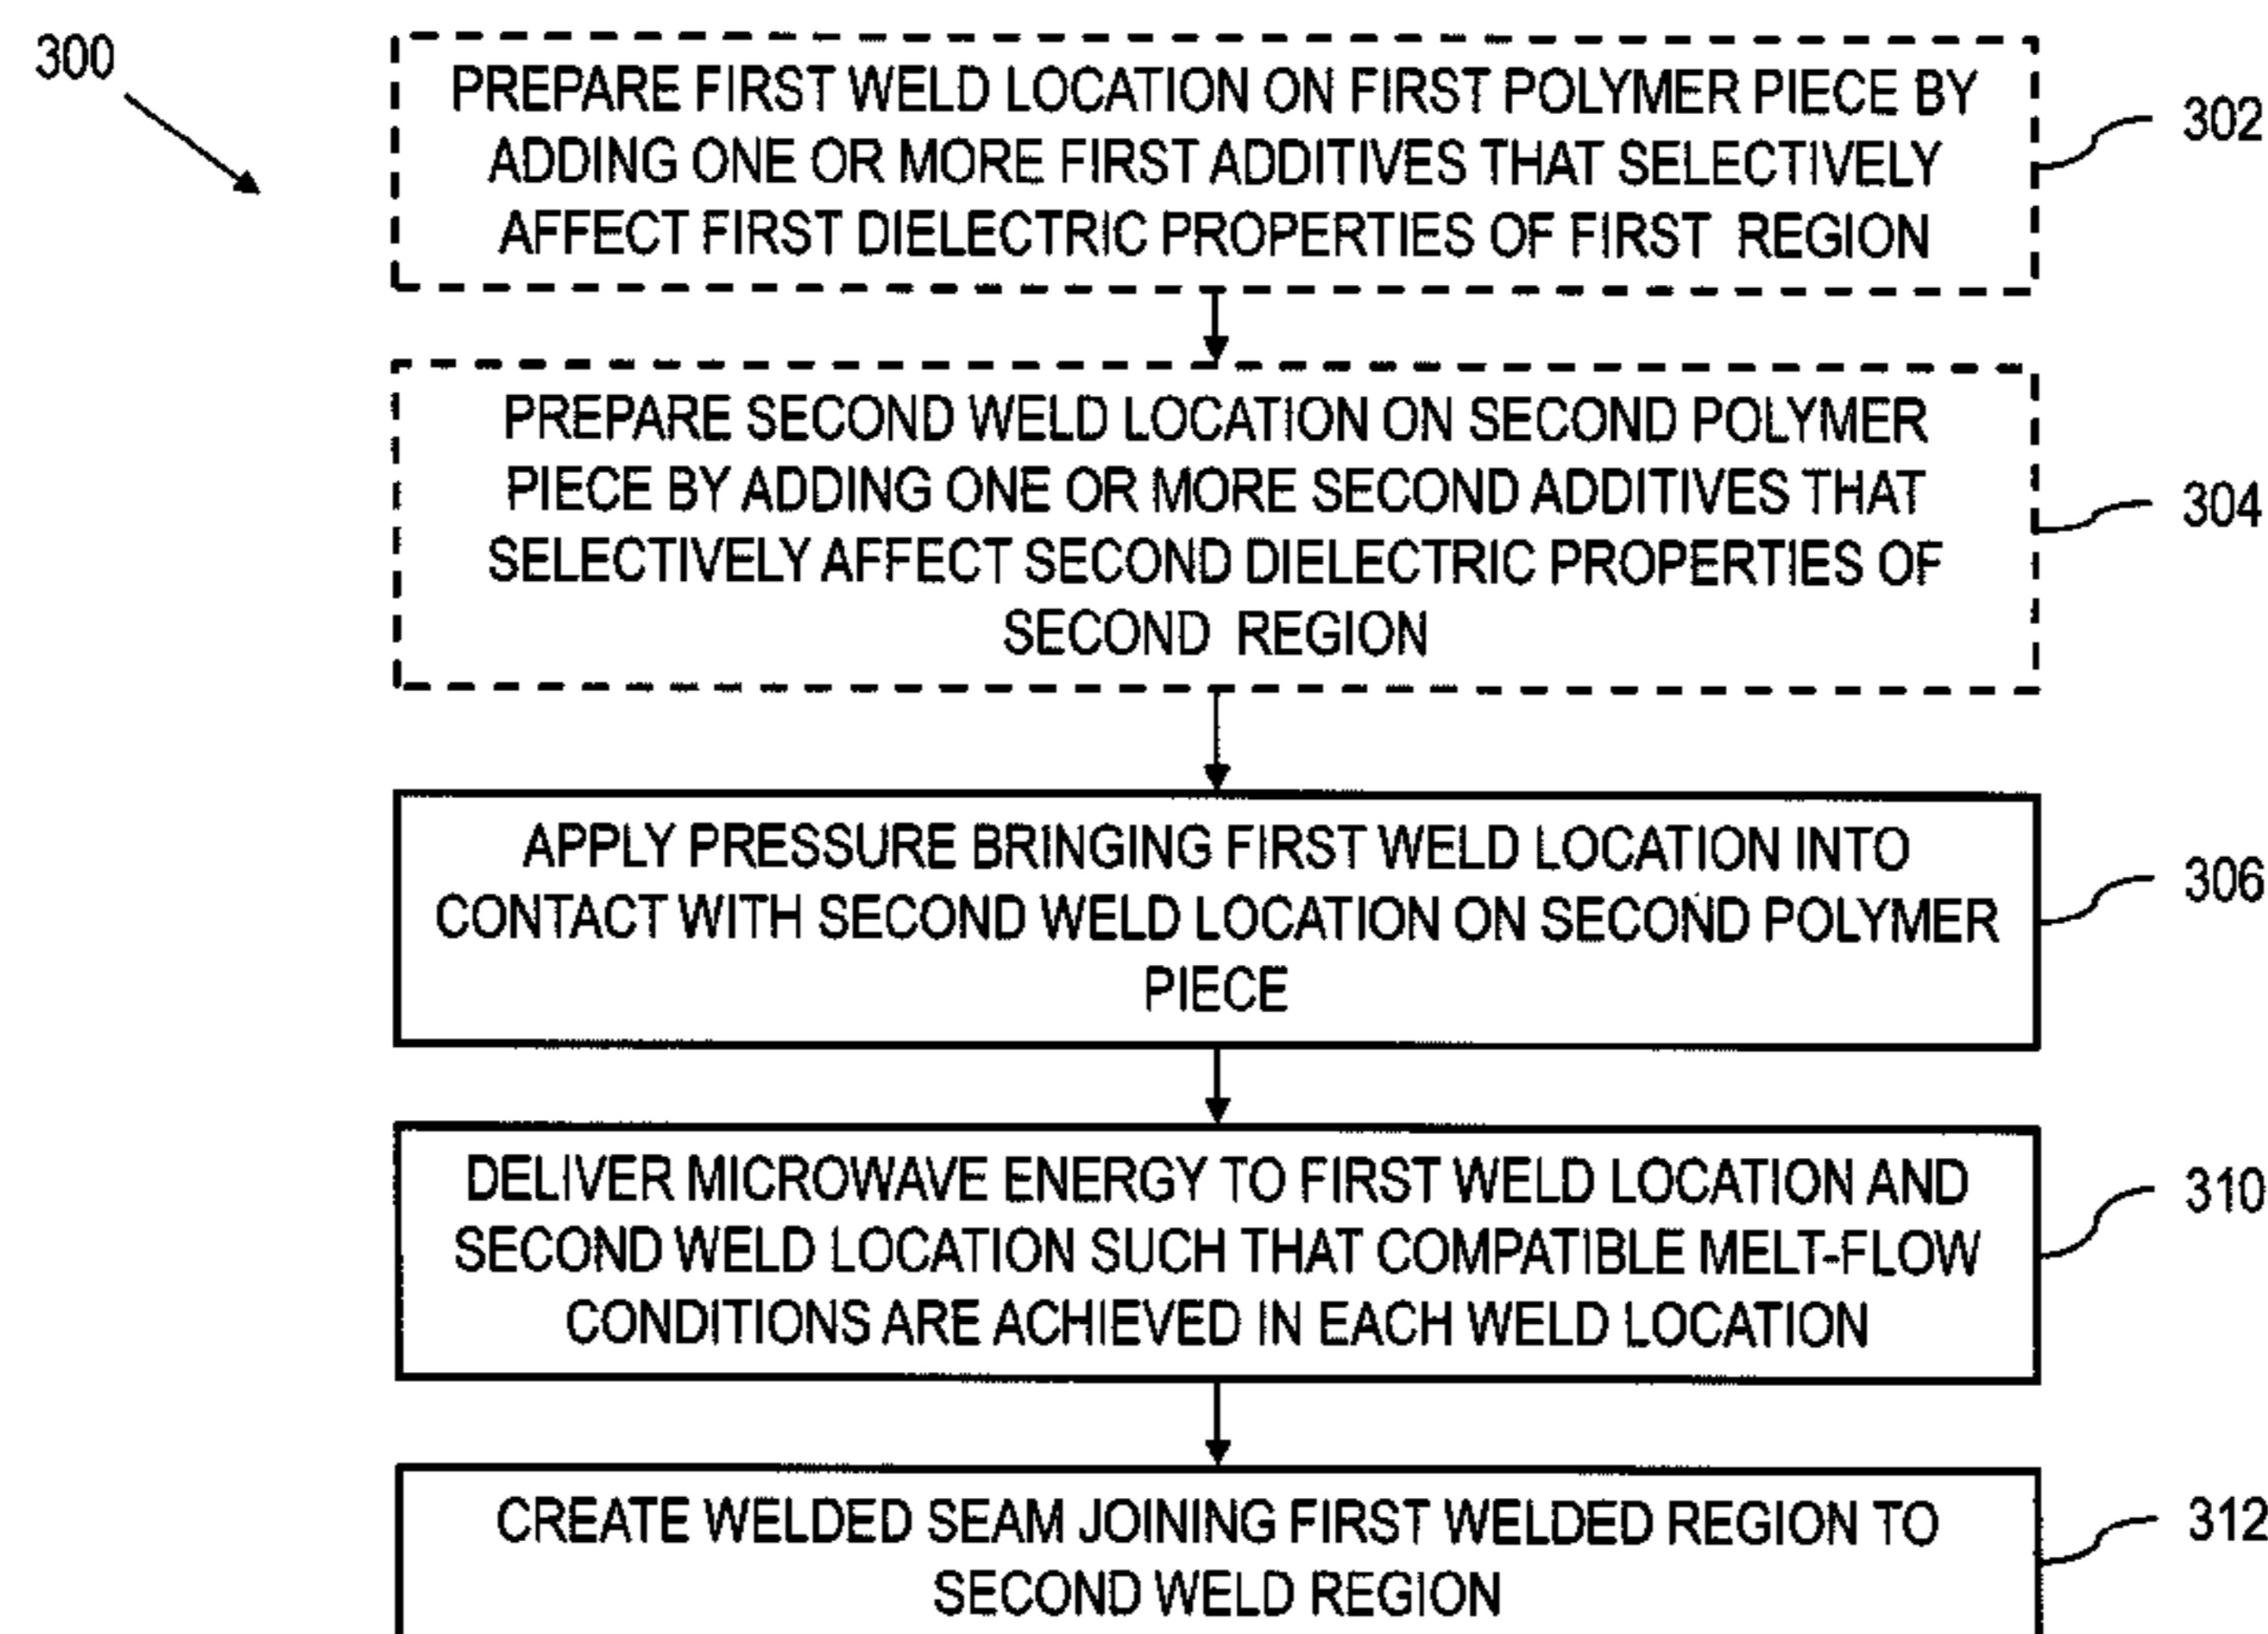 300
PREPARE FIRST WELD LOCATION ON FIRST POLYMER PIECE BY
ADDING ONE OR MORE FIRST ADDITIVES THAT SELECTIVELY
AFFECT FIRST DIELECTRIC PROPERTIES OF FIRST REGION
302
PREPARE SECOND WELD LOCATION ON SECOND POLYMER
PIECE BY ADDING ONE OR MORE SECOND ADDITIVES THAT
SELECTIVELY AFFECT SECOND DIELECTRIC PROPERTIES OF
SECOND REGION
304
APPLY PRESSURE BRINGING FIRST WELD LOCATION INTO
CONTACT WITH SECOND WELD LOCATION ON SECOND POLYMER
PIECE
306
DELIVER MICROWAVE ENERGY TO FIRST WELD LOCATION AND
SECOND WELD LOCATION SUCH THAT COMPATIBLE MELT-FLOW
CONDITIONS ARE ACHIEVED IN EACH WELD LOCATION
310
CREATE WELDED SEAM JOINING FIRST WELDED REGION TO
SECOND WELD REGION
312